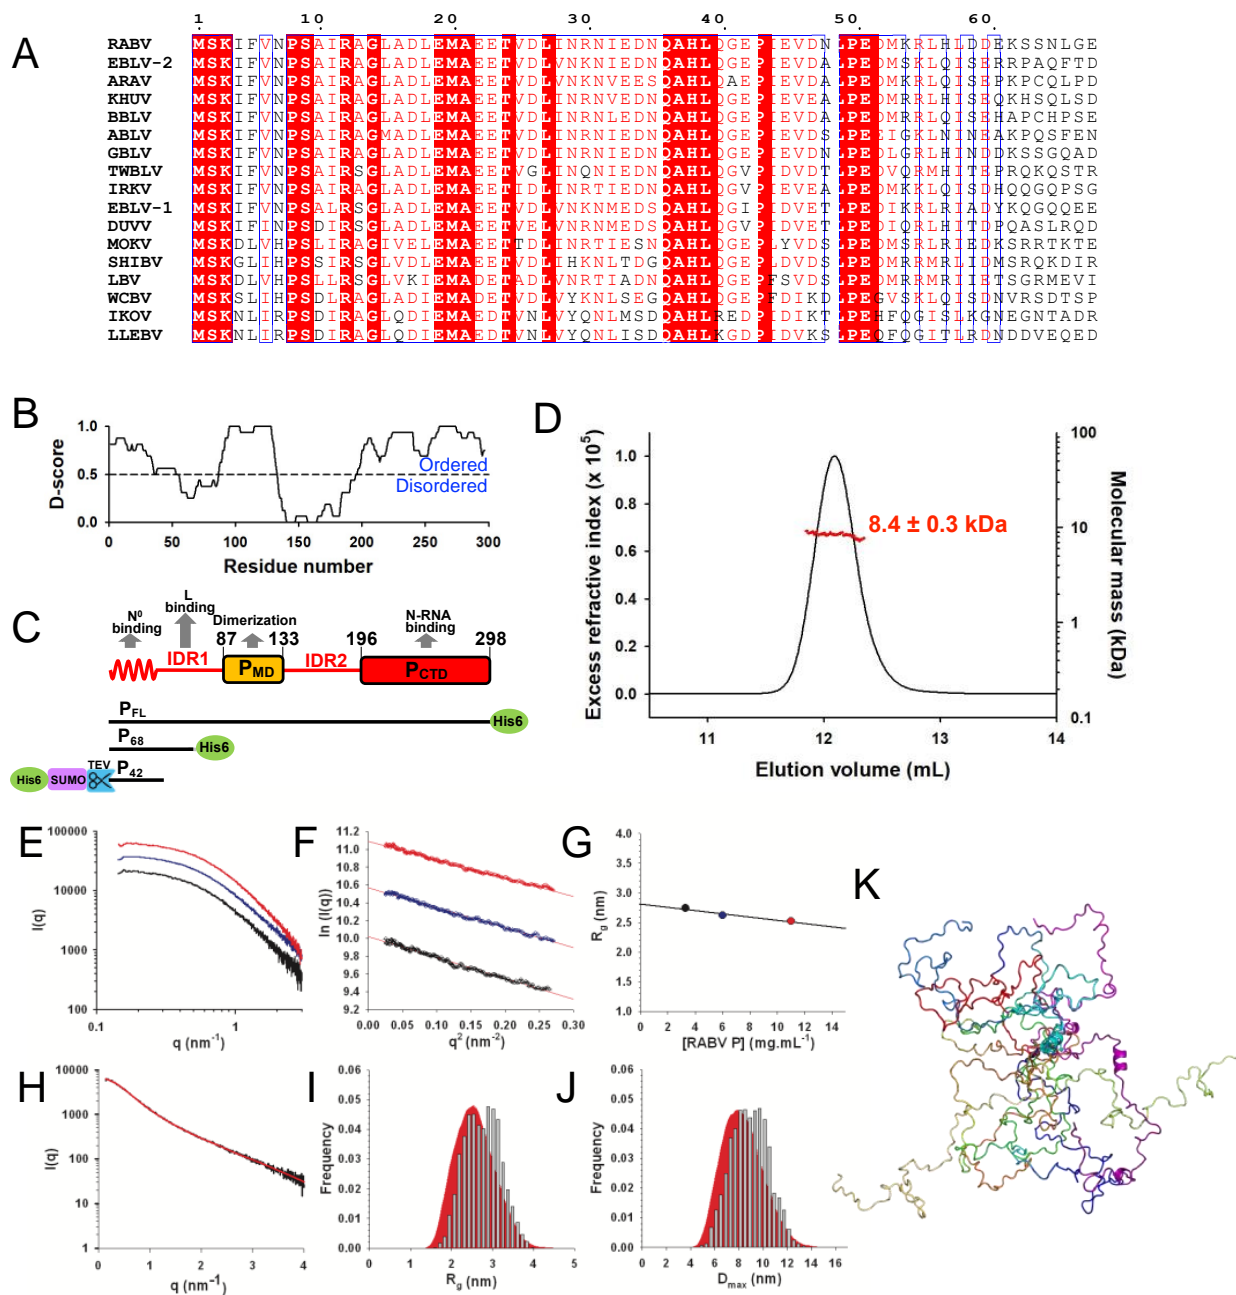 A
1 10 20 30 40 50 60
RABV MSKIFVNPSAIRAGLADLEMAEETVDLINRNIEDNQAHLQGEPIEVDNLPEDMKRLHLDDEKSSNLGE
EBLV-2 MSKIFVNPSAIRAGLADLEMAEETVDLINRNIEDNQAHLQGEPIEVDSLPEDMSKLQISERRPAQFTD
ARAV MSKIFVNPSAIRAGLADLEMAEETVDLINRNVEESQAHLQAEPIEVDALPEDMRKLHISEPKPCQLPD
KHUV MSKIFVNPSAIRAGLADLEMAEETVDLINRNVEDNQAHLQGEPIEVEALPEDMRRLHISEQKHSQLSD
BBLV MSKIFVNPSAIRAGLADLEMAEETVDLINRNIEDNQAHLQGEPIEVDALPEDMRRLQISEHAPCHPSE
ABLV MSKIFVNPSAIRAGMADLEMAEETVDLINRNIEDNQAHLQGEPIEVDSLPEEIGKLNINEAKPQSFEN
GBLV MSKIFVNPSAIRAGLADLEMAEETVDLINRNIEDNQAHLQGEPIEVDNLPEDLGRLHINDDKSSGQAD
TWBLV MSKIFVNPSAIRSGLADLEMAEETVGLINQNIEDNQAHLQGVPIEVDTLPEDVQRMHITEPRQKQSTR
IRKV MSKIFVNPSAIRAGLADLEMAEETIDLINRTIEDNQAHLQGVPIEVEALPEDMKKLQISDHQQGQPSG
EBLV-1 MSKIFVNPSALRSGLADLEMAEETVDLVNKNMEDSQAHLQGIPIDVETLPEDIKRLRIADYKQGQQEE
DUVV MSKIFINPSDIRSGLADLEMAEETVDLVNKNMEDSQAHLQGVPIDVETLPEDIQRLHITDPQASLRQD
MOKV MSKDLVHPSLIRAGIVELEMAEETTDLINRTIESNQAHLQGEPLYVDSLPEDMSRLRIEDKSRRTKTE
SHIBV MSKGLIHPSSIRSGLVDLEMAEETVDLIHKNLTDGQAHLQGEPLDVDSLPEDMRRMRLIDMSRQKDIR
LBV MSKDLVHPSLLRSGLVKIEMAEETVDLINRTIADNQAHLQGEPFSVDSLPEDMRRMRIIETSGRMEVI
WCBV MSKSLIHPSDLRAGLADIEMADETVDLVYKNLSEGQAHLQGEPFDIKDLPEGVSKLQISDNVRSDTSP
IKOV MSKNLIRPSDIRAGLQDIEMAEDTVNLVYQNLMSDQAHLREDPIDIKTLPEHFQGISLKGNEGNTADR
LLEBV MSKNLIRPSDIRAGLQDIEMAEDTVNLVYQNLISDQAHLKGDPIDVKSLPEQFQGITLRDNDDVEQED
B
D-score
1.0
0.5
0.0
Ordered
Disordered
0 50 100 150 200 250 300
Residue number
C
N⁰ binding
L binding
Dimerization
N-RNA binding
87 133 196 298
IDR1 PMD IDR2 PCTD
PFL His6
P68 His6
His6 SUMO TEV P42
D
Excess refractive index (x 10⁵)
1.0
0.8
0.6
0.4
0.2
0.0
8.4 ± 0.3 kDa
100
10
1
0.1
Molecular mass (kDa)
11 12 13 14
Elution volume (mL)
E
I(q)
100000
10000
1000
100
0.1 1
q (nm⁻¹)
F
ln (I(q))
11.2
11.0
10.8
10.6
10.4
10.2
10.0
9.8
9.6
9.4
9.2
0.00 0.05 0.10 0.15 0.20 0.25 0.30
q² (nm⁻²)
G
Rg (nm)
4.0
3.5
3.0
2.5
2.0
1.5
1.0
0 2 4 6 8 10 12 14
[RABV P] (mg.mL⁻¹)
K
H
I(q)
10000
1000
100
10
1
0 1 2 3 4
q (nm⁻¹)
I
Frequency
0.06
0.05
0.04
0.03
0.02
0.01
0.00
0 1 2 3 4 5
Rg (nm)
J
Frequency
0.06
0.05
0.04
0.03
0.02
0.01
0.00
0 2 4 6 8 10 12 14 16
Dmax (nm)